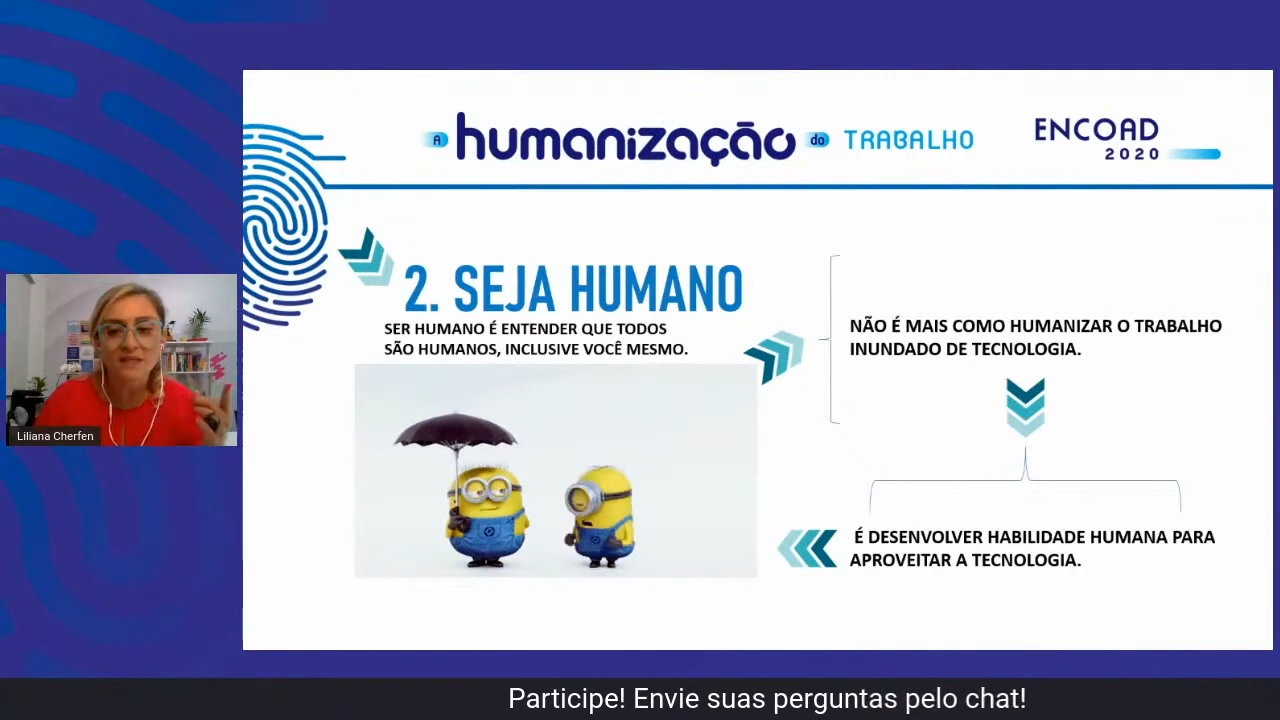 A humanização do TRABALHO
ENCOAD
2020
2. SEJA HUMANO
SER HUMANO É ENTENDER QUE TODOS
SÃO HUMANOS, INCLUSIVE VOCÊ MESMO.
NÃO É MAIS COMO HUMANIZAR O TRABALHO
INUNDADO DE TECNOLOGIA.
É DESENVOLVER HABILIDADE HUMANA PARA
APROVEITAR A TECNOLOGIA.
Liliana Cherfen
Participe! Envie suas perguntas pelo chat!